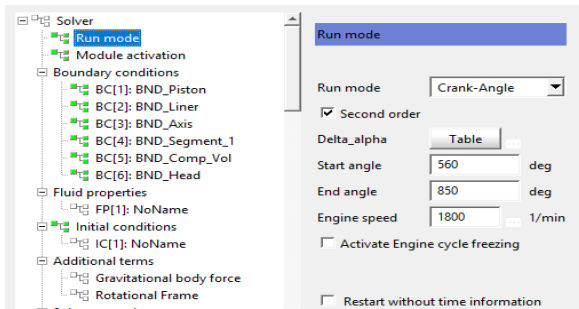 Solver
Run mode
Module activation
Boundary conditions
BC[1]: BND_Piston
BC[2]: BND_Liner
BC[3]: BND_Axis
BC[4]: BND_Segment_1
BC[5]: BND_Comp_Vol
BC[6]: BND_Head
Fluid properties
FP[1]: NoName
Initial conditions
IC[1]: NoName
Additional terms
Gravitational body force
Rotational Frame
Run mode
Run mode Crank-Angle
Second order
Delta_alpha Table
Start angle 560 deg
End angle 850 deg
Engine speed 1800 1/min
Activate Engine cycle freezing
Restart without time information